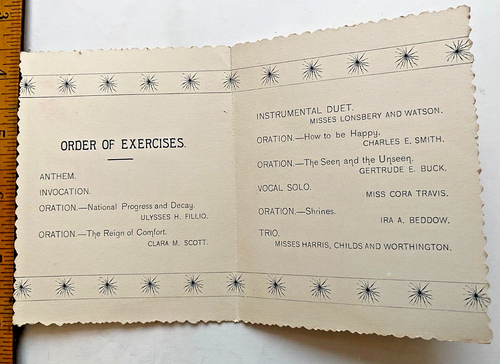 ORDER OF EXERCISES.
ANTHEM.
INVOCATION.
ORATION.—National Progress and Decay.
ULYSSES H. FILLIO.
ORATION.—The Reign of Comfort.
CLARA M. SCOTT.
INSTRUMENTAL DUET.
MISSES LONSBERY AND WATSON.
ORATION.—How to be Happy.
CHARLES E. SMITH.
ORATION.—The Seen and the Unseen.
GERTRUDE E. BUCK.
VOCAL SOLO.
MISS CORA TRAVIS.
ORATION.—Shrines.
IRA A. BEDDOW.
TRIO.
MISSES HARRIS, CHILDS AND WORTHINGTON.